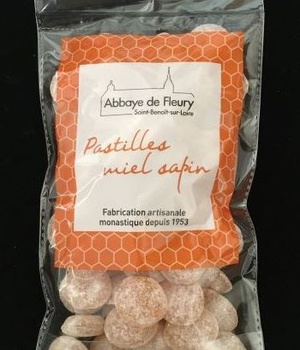 Abbaye de Fleury
Saint-Benoît-sur-Loire
Pastilles
miel sapin
Fabrication artisanale
monastique depuis 1953